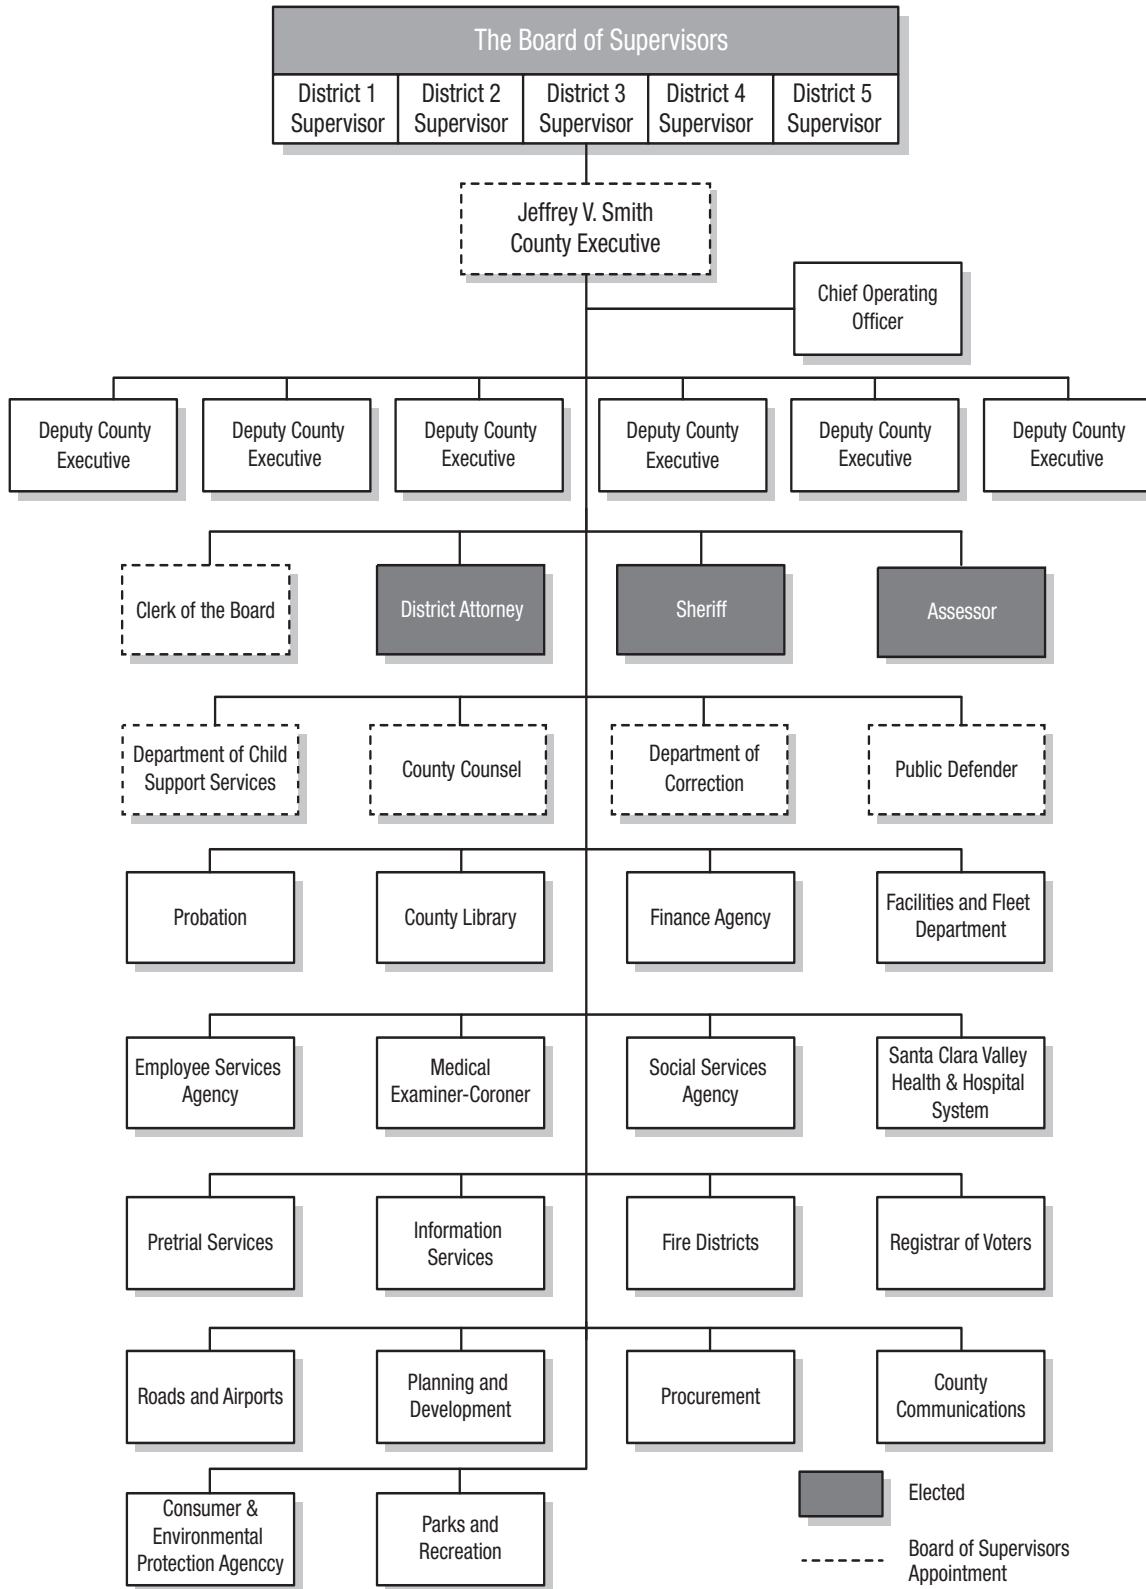 The Board of Supervisors
District 1
Supervisor
District 2
Supervisor
District 3
Supervisor
District 4
Supervisor
District 5
Supervisor
Jeffrey V. Smith
County Executive
Chief Operating
Officer
Deputy County
Executive
Deputy County
Executive
Deputy County
Executive
Deputy County
Executive
Deputy County
Executive
Deputy County
Executive
Clerk of the Board
District Attorney
Sheriff
Assessor
Department of Child
Support Services
County Counsel
Department of
Correction
Public Defender
Probation
County Library
Finance Agency
Facilities and Fleet
Department
Employee Services
Agency
Medical
Examiner-Coroner
Social Services
Agency
Santa Clara Valley
Health & Hospital
System
Pretrial Services
Information
Services
Fire Districts
Registrar of Voters
Roads and Airports
Planning and
Development
Procurement
County
Communications
Consumer &
Environmental
Protection Agenccy
Parks and
Recreation
Elected
Board of Supervisors
Appointment